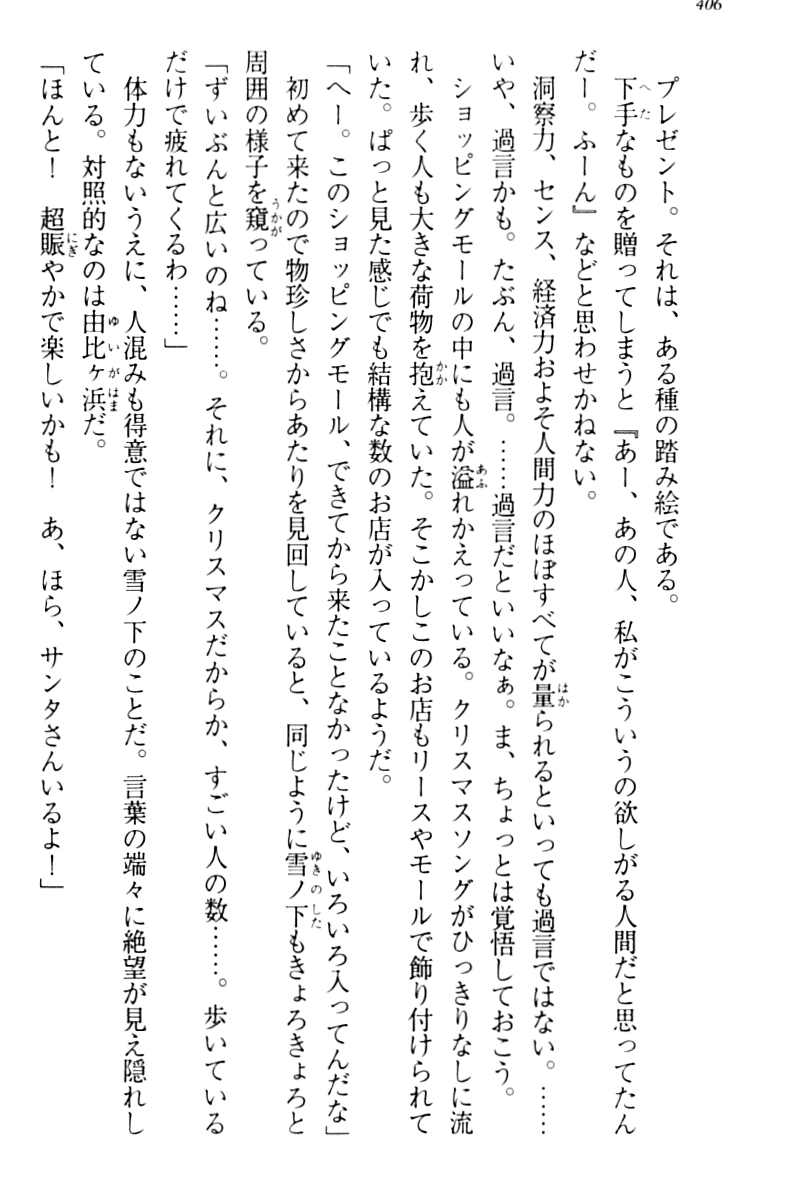 406
プレゼント。それは、ある種の踏み絵である。
下手なものを贈ってしまうと『あー、あの人、私がこういうの欲しがる人間だと思ってたん
だー。ふーん』などと思わせかねない。
洞察力、センス、経済力およそ人間力のほぼすべてが量られるといっても過言ではない。……
いや、過言かも。たぶん、過言。……過言だといいなぁ。ま、ちょっとは覚悟しておこう。
ショッピングモールの中にも人が溢れかえっている。クリスマスソングがひっきりなしに流
れ、歩く人も大きな荷物を抱えていた。そこかしこのお店もリースやモールで飾り付けられて
いた。ぱっと見た感じでも結構な数のお店が入っているようだ。
「へー。このショッピングモール、できてから来たことなかったけど、いろいろ入ってんだな」
初めて来たので物珍しさからあたりを見回していると、同じように雪ノ下もきょろきょろと
周囲の様子を窺っている。
「ずいぶんと広いのね……。それに、クリスマスだからか、すごい人の数……。歩いている
だけで疲れてくるわ……」
体力もないうえに、人混みも得意ではない雪ノ下のことだ。言葉の端々に絶望が見え隠れし
ている。対照的なのは由比ヶ浜だ。
「ほんと！　超賑やかで楽しいかも！　あ、ほら、サンタさんいるよ！」